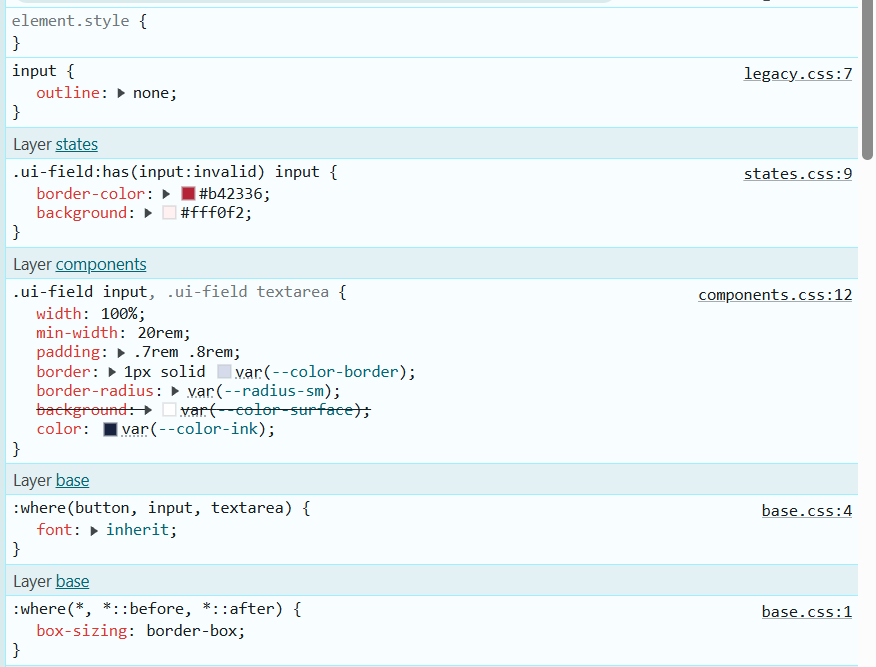 element.style {
}
input {
legacy.css:7
outline: none;
}
Layer states
.ui-field:has(input:invalid) input {
states.css:9
border-color: #b42336;
background: #fff0f2;
}
Layer components
.ui-field input, .ui-field textarea {
components.css:12
width: 100%;
min-width: 20rem;
padding: .7rem .8rem;
border: 1px solid var(--color-border);
border-radius: var(--radius-sm);
background: var(--color-surface);
color: var(--color-ink);
}
Layer base
:where(button, input, textarea) {
base.css:4
font: inherit;
}
Layer base
:where(*, *::before, *::after) {
base.css:1
box-sizing: border-box;
}